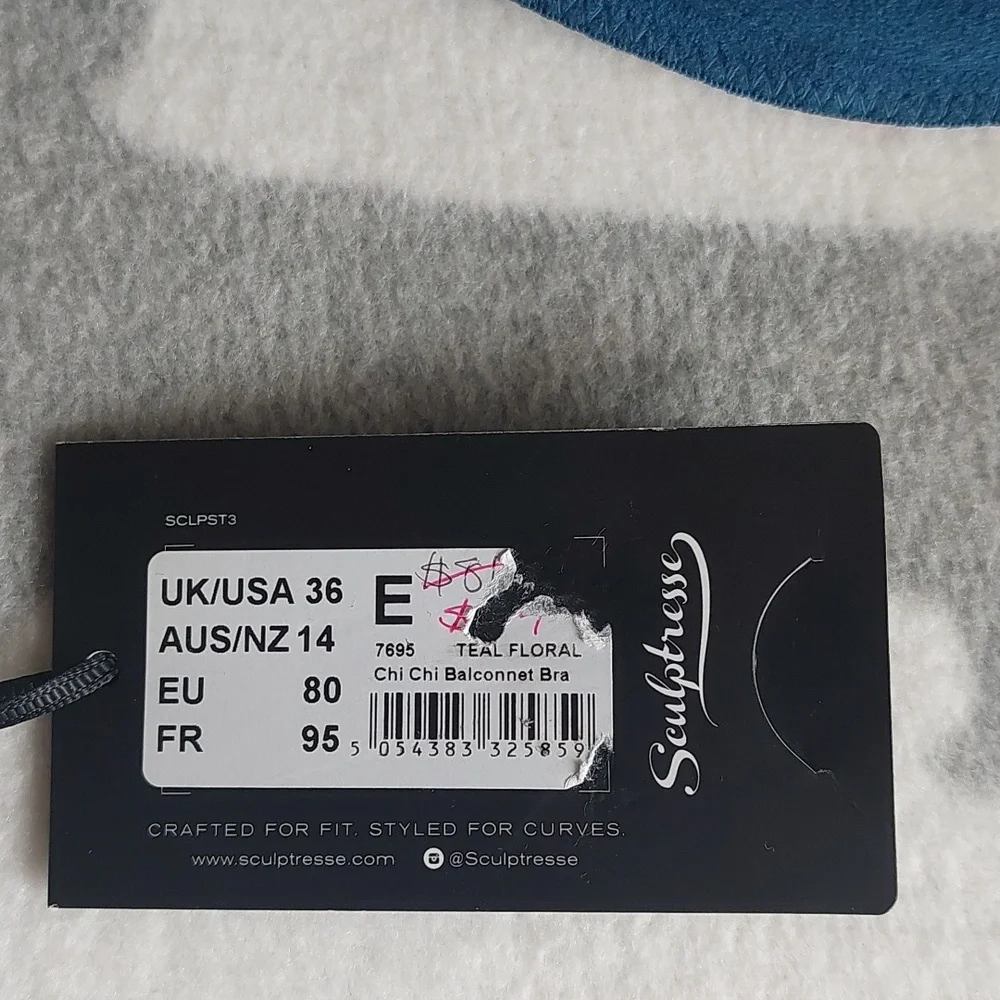 SCLPST3
UK/USA 36 E
AUS/NZ 14
EU 80
FR 95
7695 TEAL FLORAL
Chi Chi Balconnet Bra
5 054383 325859
Sculptresse
CRAFTED FOR FIT. STYLED FOR CURVES.
www.sculptresse.com @Sculptresse